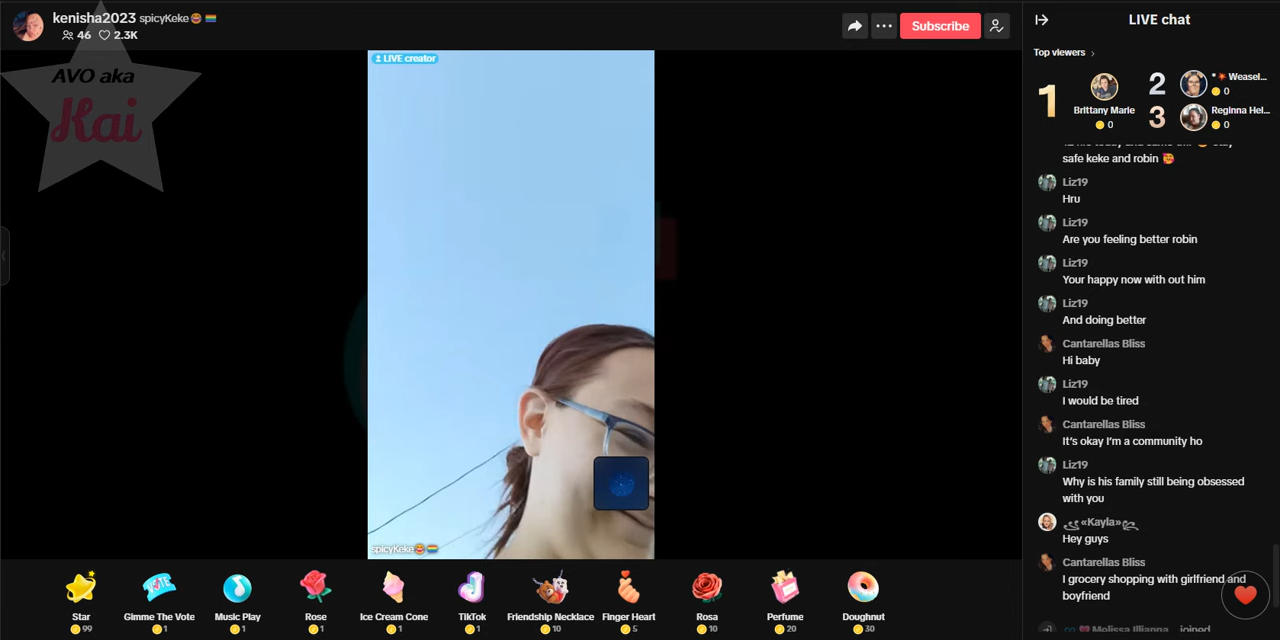 kenisha2023 spicyKeke
46 2.3K
Subscribe
AVO aka
Kai
LIVE creator
spicyKeke
Star
99
Gimme The Vote
1
Music Play
1
Rose
1
Ice Cream Cone
1
TikTok
1
Friendship Necklace
10
Finger Heart
5
Rosa
10
Perfume
20
Doughnut
30
LIVE chat
Top viewers
1
Brittany Marie
0
2
Weasel...
0
3
Reginna Hel...
0
safe keke and robin
Liz19
Hru
Liz19
Are you feeling better robin
Liz19
Your happy now with out him
Liz19
And doing better
Cantarellas Bliss
Hi baby
Liz19
I would be tired
Cantarellas Bliss
It's okay I'm a community ho
Liz19
Why is his family still being obsessed
with you
«Kayla»
Hey guys
Cantarellas Bliss
I grocery shopping with girlfriend and
boyfriend
Melissa Illianna joined